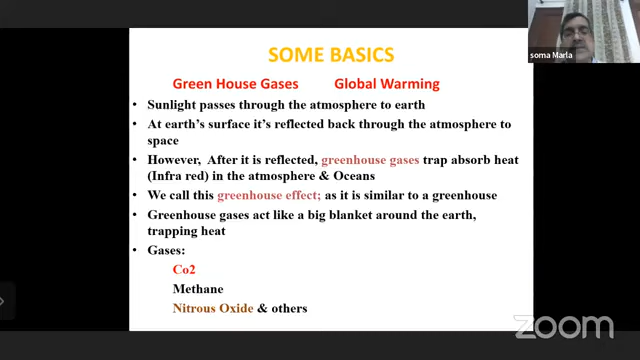 SOME BASICS
Green House Gases Global Warming
• Sunlight passes through the atmosphere to earth
• At earth's surface it's reflected back through the atmosphere to
space
• However, After it is reflected, greenhouse gases trap absorb heat
(Infra red) in the atmosphere & Oceans
• We call this greenhouse effect; as it is similar to a greenhouse
• Greenhouse gases act like a big blanket around the earth,
trapping heat
• Gases:
Co2
Methane
Nitrous Oxide & others
soma Marla
zoom